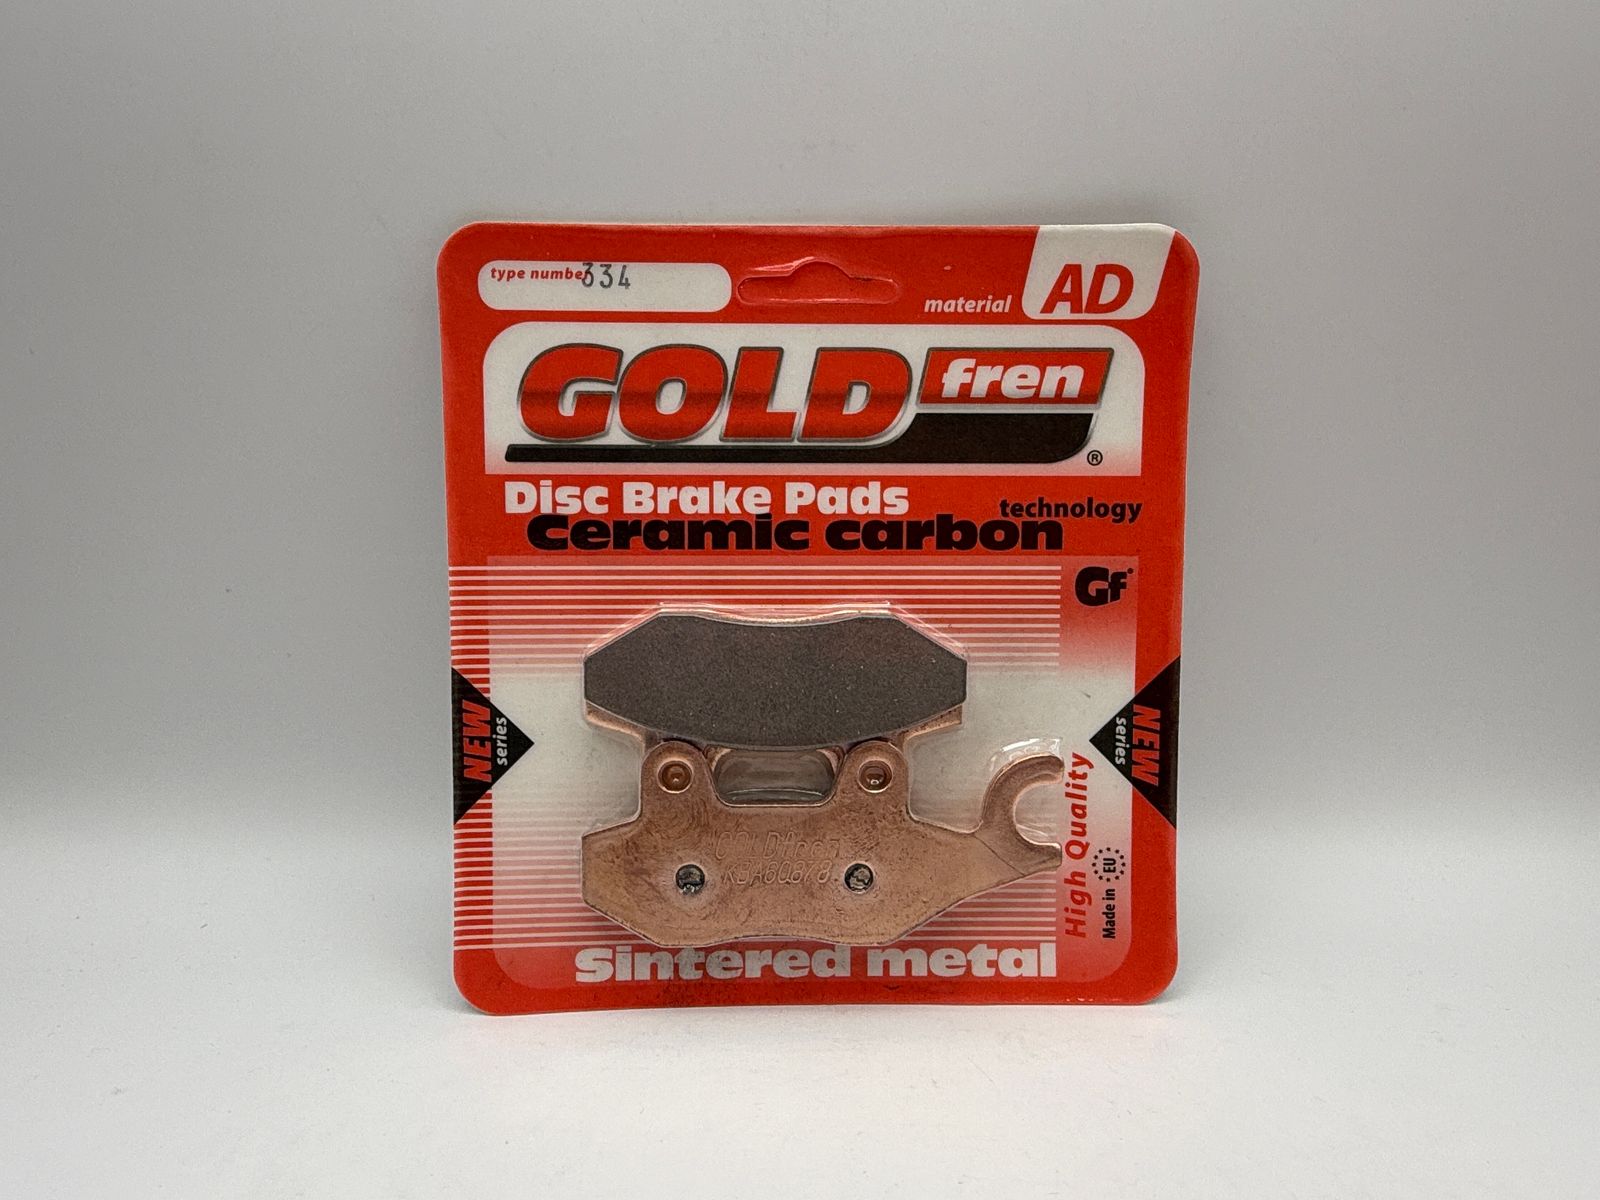 type number 334
material AD
GOLD fren ®
Disc Brake Pads
Ceramic carbon technology
Gf
NEW series
NEW series
High Quality
Made in EU
GOLDfren
Sintered metal